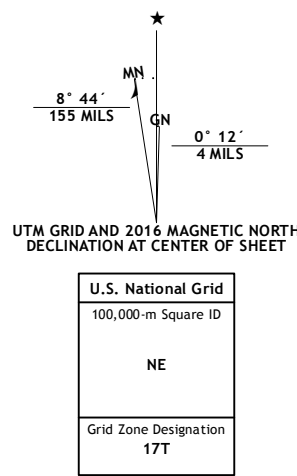 ★
MN
8° 44´
155 MILS
GN
0° 12´
4 MILS
UTM GRID AND 2016 MAGNETIC NORTH
DECLINATION AT CENTER OF SHEET
U.S. National Grid
100,000-m Square ID
NE
Grid Zone Designation
17T